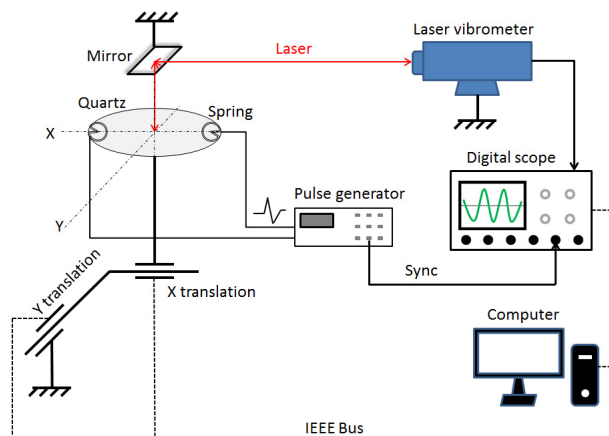 Laser vibrometer
Mirror
Laser
Quartz
Spring
X
Digital scope
Pulse generator
Y
Sync
Y translation
X translation
Computer
IEEE Bus